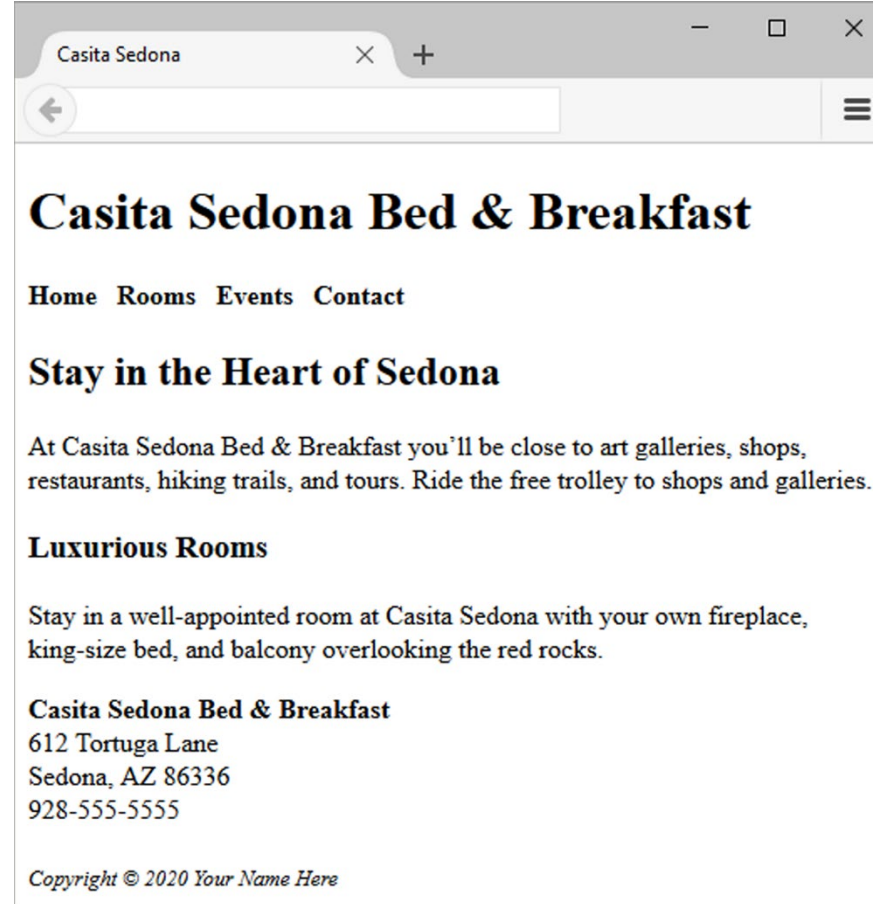 Casita Sedona
Casita Sedona Bed & Breakfast
Home Rooms Events Contact
Stay in the Heart of Sedona
At Casita Sedona Bed & Breakfast you’ll be close to art galleries, shops,
restaurants, hiking trails, and tours. Ride the free trolley to shops and galleries.
Luxurious Rooms
Stay in a well-appointed room at Casita Sedona with your own fireplace,
king-size bed, and balcony overlooking the red rocks.
Casita Sedona Bed & Breakfast
612 Tortuga Lane
Sedona, AZ 86336
928-555-5555
Copyright © 2020 Your Name Here